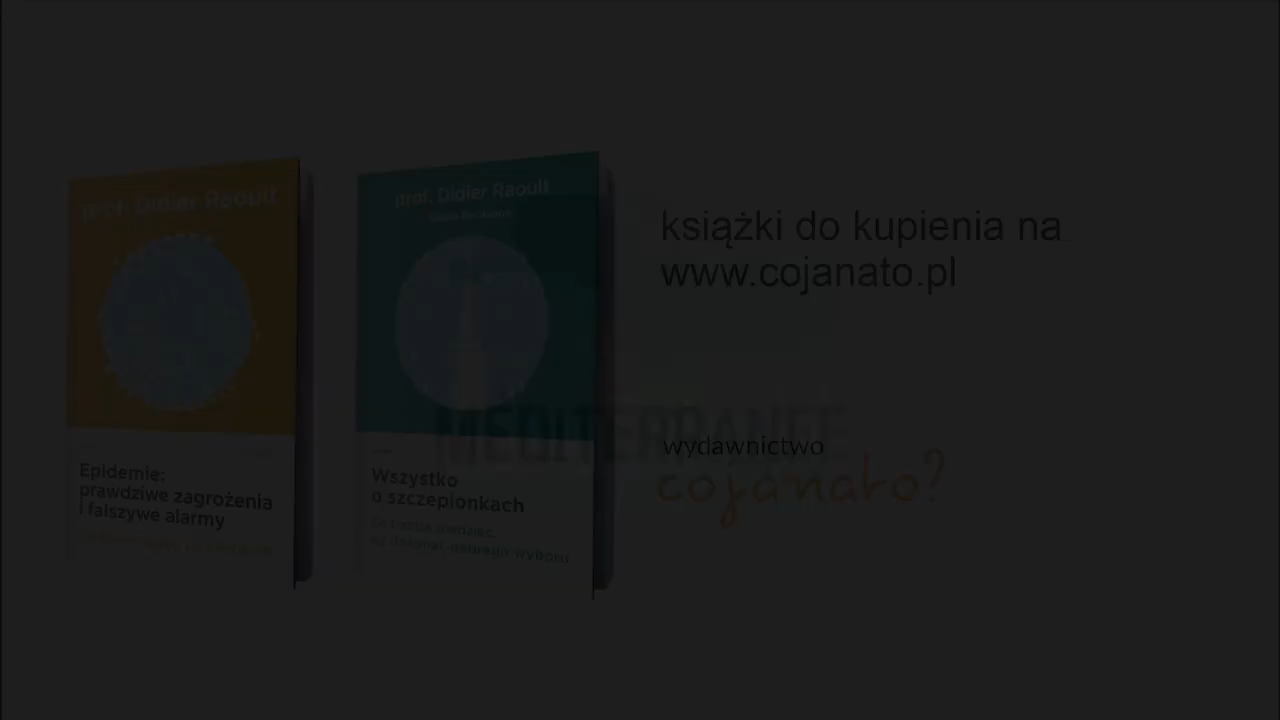 prof. Didier Raoult
Epidemie:
prawdziwe zagrożenia
i fałszywe alarmy
prof. Didier Raoult
Wszystko
o szczepionkach
książki do kupienia na
www.cojanato.pl
MEDITERRANEE
wydawnictwo
cojanato?